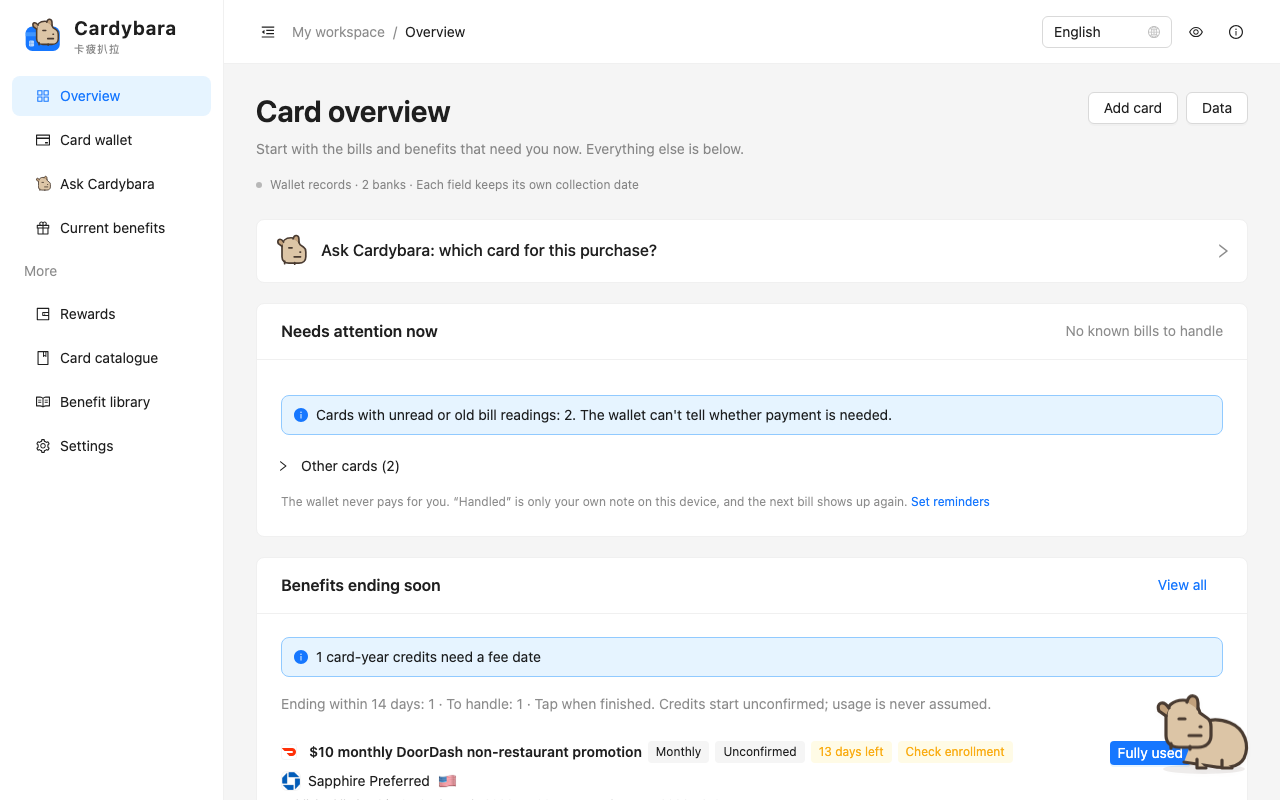 Cardybara
卡疲扒拉
Overview
Card wallet
Ask Cardybara
Current benefits
More
Rewards
Card catalogue
Benefit library
Settings
My workspace / Overview
English
Card overview
Add card
Data
Start with the bills and benefits that need you now. Everything else is below.
Wallet records · 2 banks · Each field keeps its own collection date
Ask Cardybara: which card for this purchase?
Needs attention now
No known bills to handle
Cards with unread or old bill readings: 2. The wallet can't tell whether payment is needed.
Other cards (2)
The wallet never pays for you. "Handled" is only your own note on this device, and the next bill shows up again. Set reminders
Benefits ending soon
View all
1 card-year credits need a fee date
Ending within 14 days: 1 · To handle: 1 · Tap when finished. Credits start unconfirmed; usage is never assumed.
$10 monthly DoorDash non-restaurant promotion Monthly Unconfirmed 13 days left Check enrollment
Fully used
Sapphire Preferred